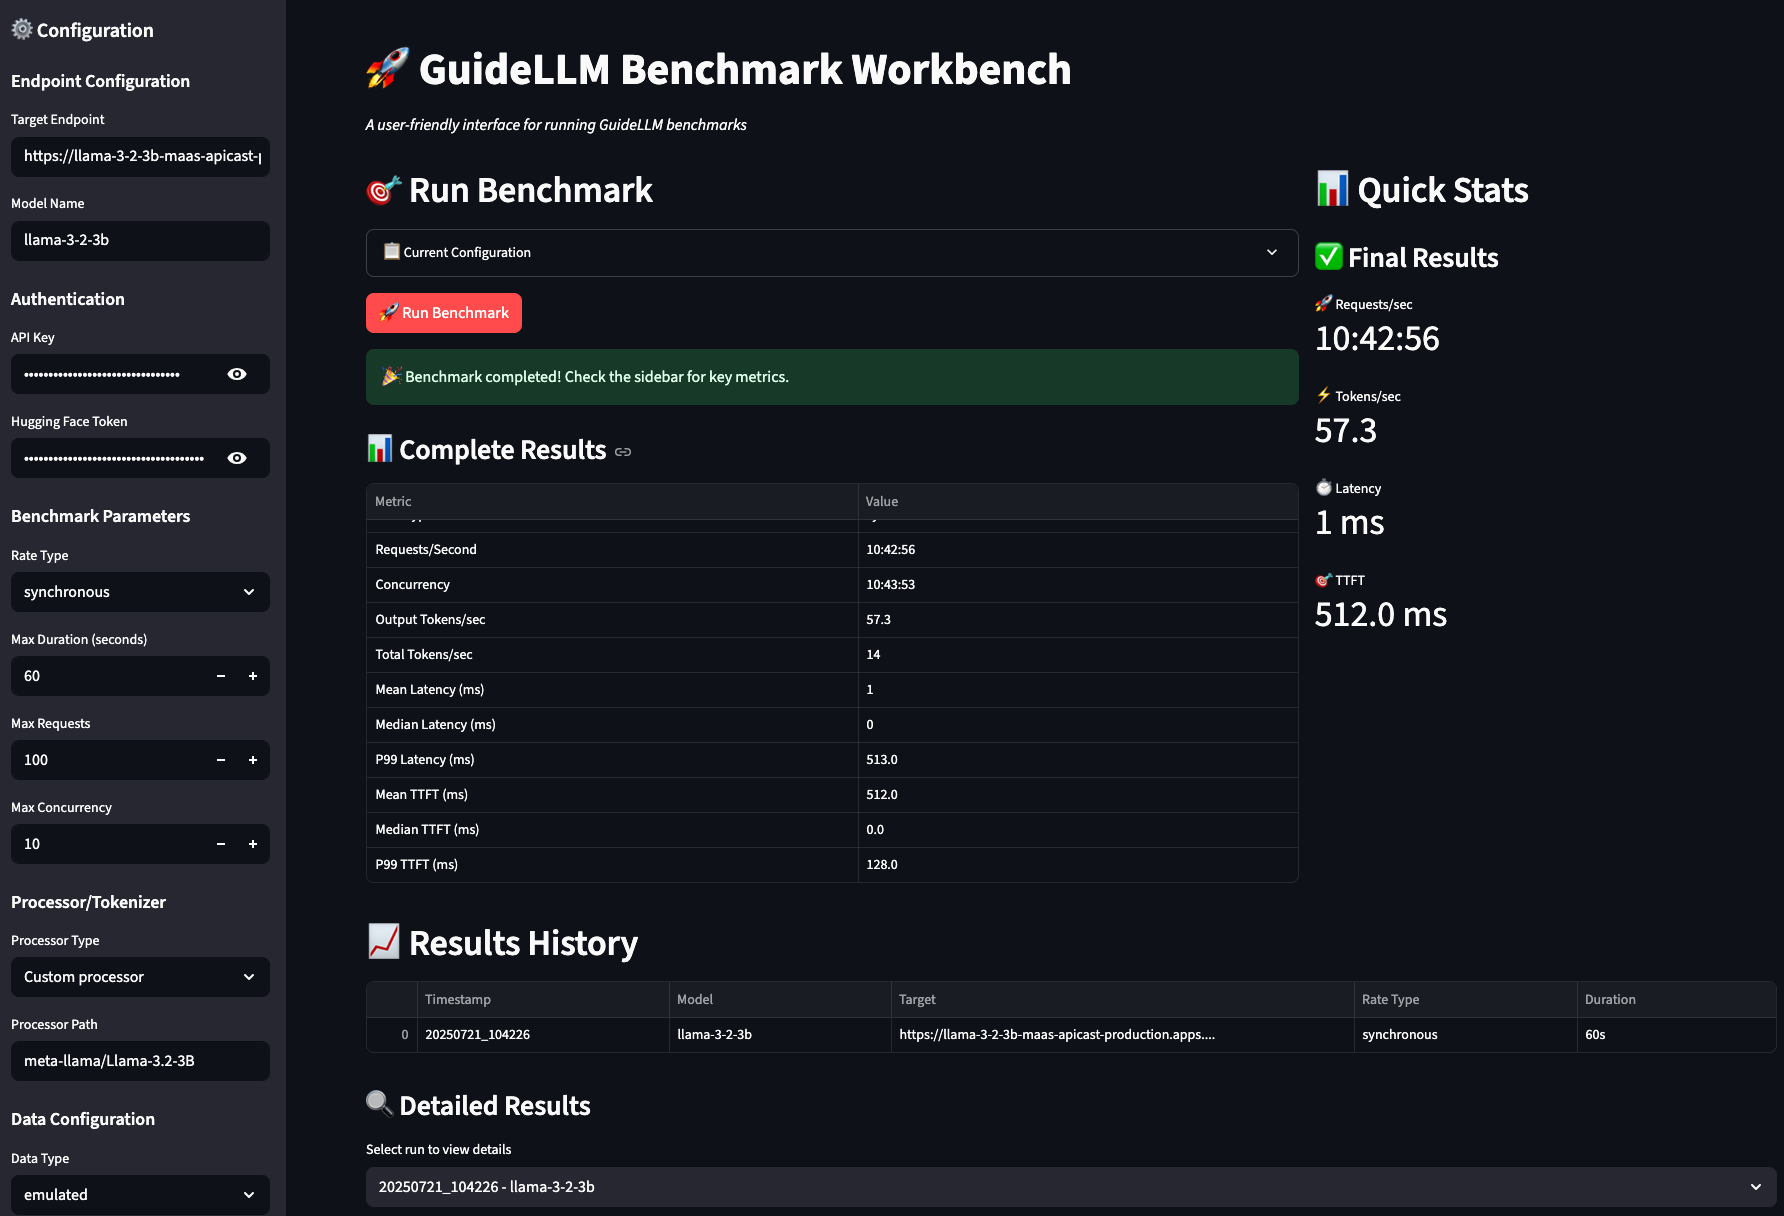 Configuration
Endpoint Configuration
Target Endpoint
https://llama-3-2-3b-maas-apicast-p
Model Name
llama-3-2-3b
Authentication
API Key
••••••••••••••••••••••••••••••••
Hugging Face Token
•••••••••••••••••••••••••••••••••••••
Benchmark Parameters
Rate Type
synchronous
Max Duration (seconds)
60
Max Requests
100
Max Concurrency
10
Processor/Tokenizer
Processor Type
Custom processor
Processor Path
meta-llama/Llama-3.2-3B
Data Configuration
Data Type
emulated
GuideLLM Benchmark Workbench
A user-friendly interface for running GuideLLM benchmarks
Run Benchmark
Current Configuration
Run Benchmark
Benchmark completed! Check the sidebar for key metrics.
Complete Results
Metric Value
Requests/Second 10:42:56
Concurrency 10:43:53
Output Tokens/sec 57.3
Total Tokens/sec 14
Mean Latency (ms) 1
Median Latency (ms) 0
P99 Latency (ms) 513.0
Mean TTFT (ms) 512.0
Median TTFT (ms) 0.0
P99 TTFT (ms) 128.0
Quick Stats
Final Results
Requests/sec
10:42:56
Tokens/sec
57.3
Latency
1 ms
TTFT
512.0 ms
Results History
Timestamp Model Target Rate Type Duration
0 20250721_104226 llama-3-2-3b https://llama-3-2-3b-maas-apicast-production.apps.... synchronous 60s
Detailed Results
Select run to view details
20250721_104226 - llama-3-2-3b